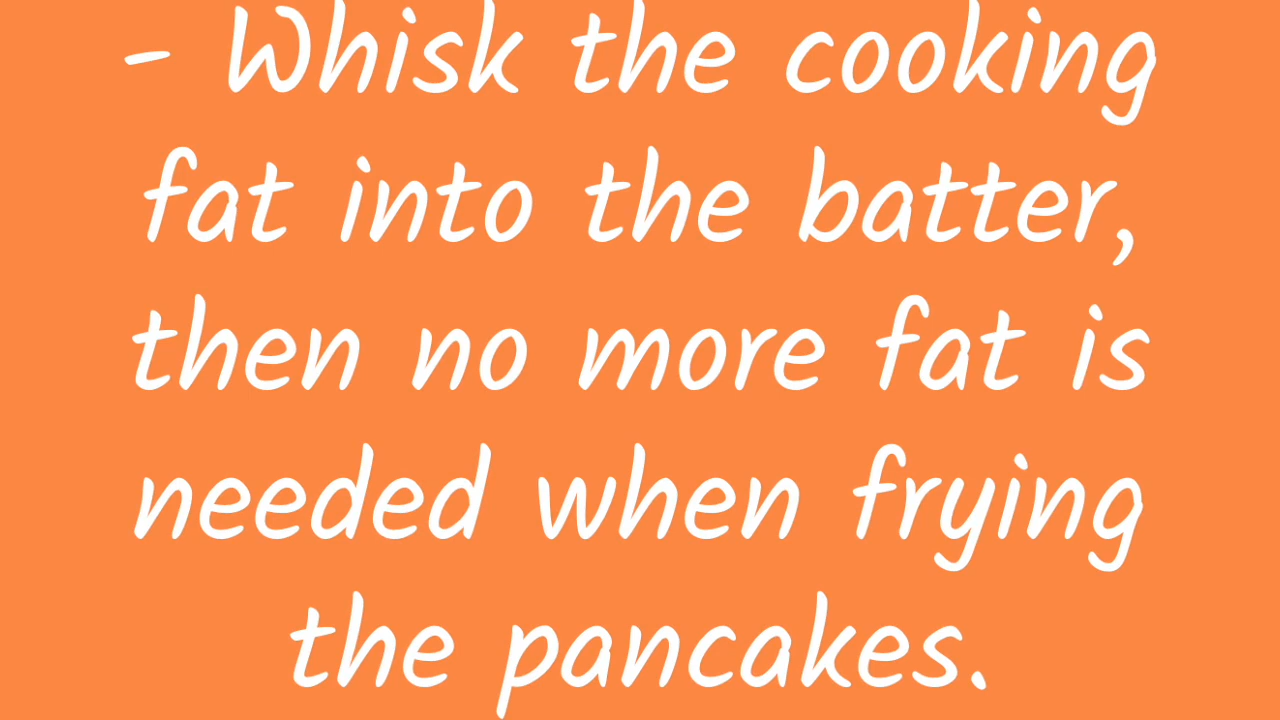 - Whisk the cooking
fat into the batter,
then no more fat is
needed when frying
the pancakes.